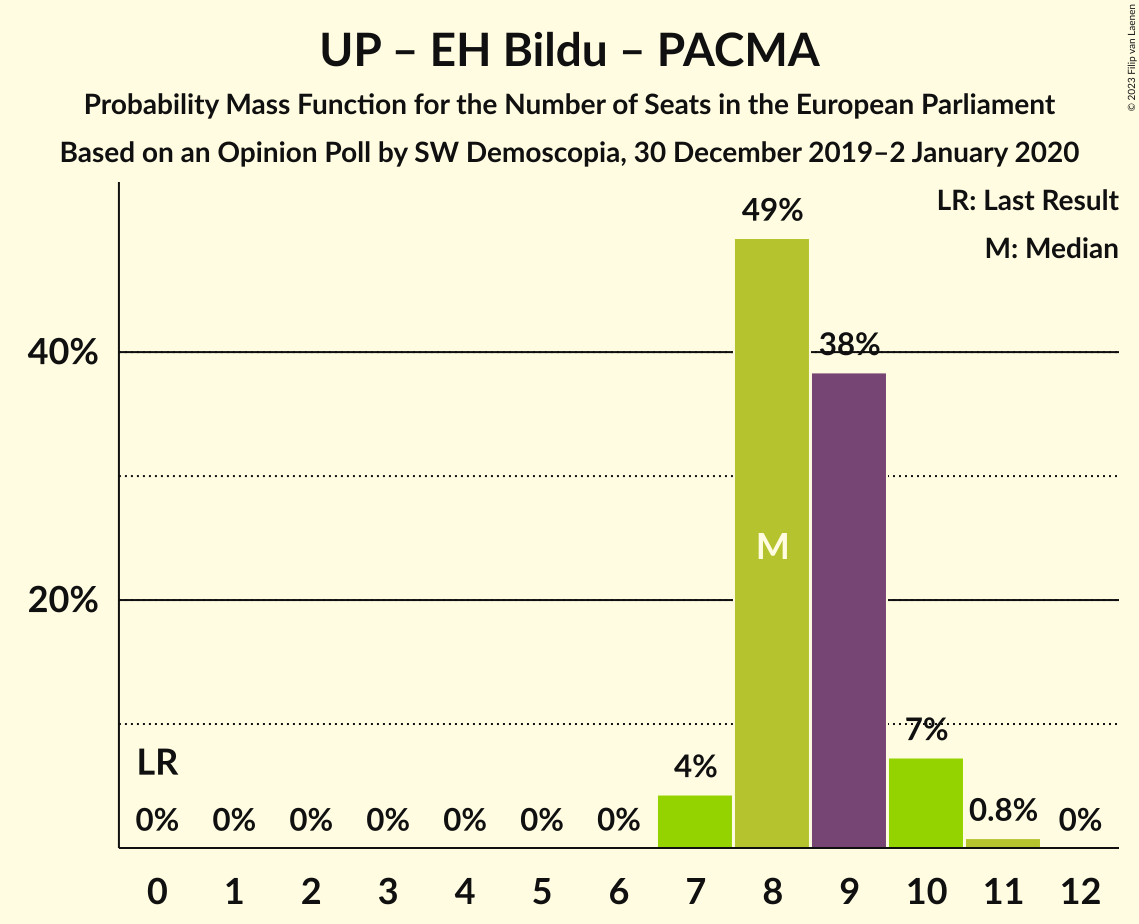 UP – EH Bildu – PACMA
Probability Mass Function for the Number of Seats in the European Parliament
Based on an Opinion Poll by SW Demoscopia, 30 December 2019–2 January 2020
© 2023 Filip van Laenen
LR: Last Result
M: Median
49%
40%
38%
M
20%
LR
7%
4%
0% 0% 0% 0% 0% 0% 0% 0.8% 0%
0 1 2 3 4 5 6 7 8 9 10 11 12